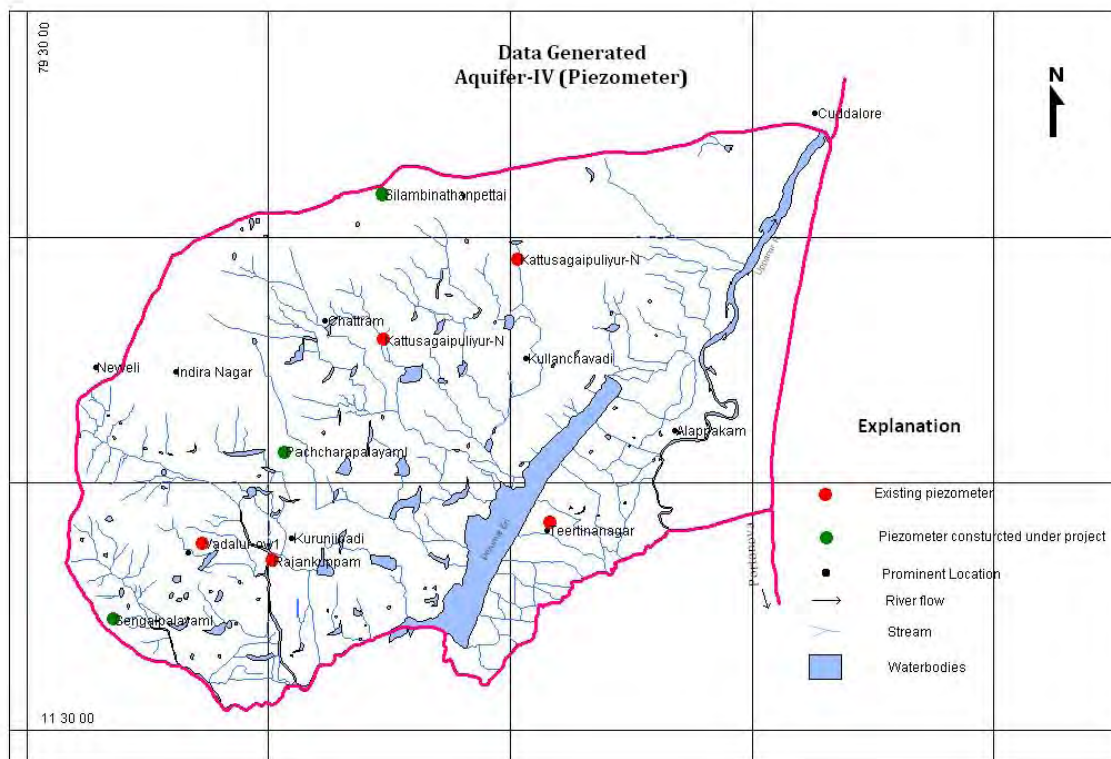 79 30 00
Data Generated
Aquifer-IV (Piezometer)
N
Cuddalore
Silambinathanpettai
Kattusagaipuliyur-N
Chattram
Kattusagaipuliyur-N
Kullanchavadi
Neyveli
Indira Nagar
Alappakam
Explanation
Pachcharapalayam1
Existing piezometer
Teertinanagar
Piezometer consturcted under project
Vadalur-ow1
Kurunjipadi
Rajankuppam
Prominent Location
River flow
Sengalpalayam1
Stream
Waterbodies
11 30 00